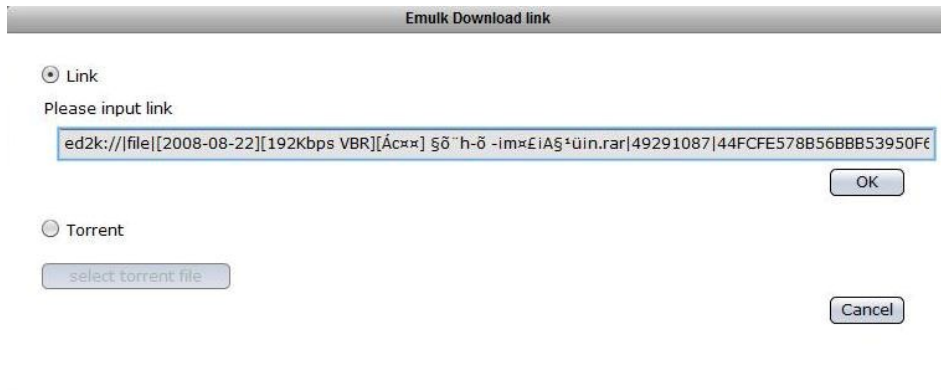 Emulk Download link
Link
Please input link
ed2k://|file|[2008-08-22][192Kbps VBR][Ác¤¤] §õ¨h-õ -im¤£iA§¹üin.rar|49291087|44FCFE578B56BBB53950F6
OK
Torrent
select torrent file
Cancel